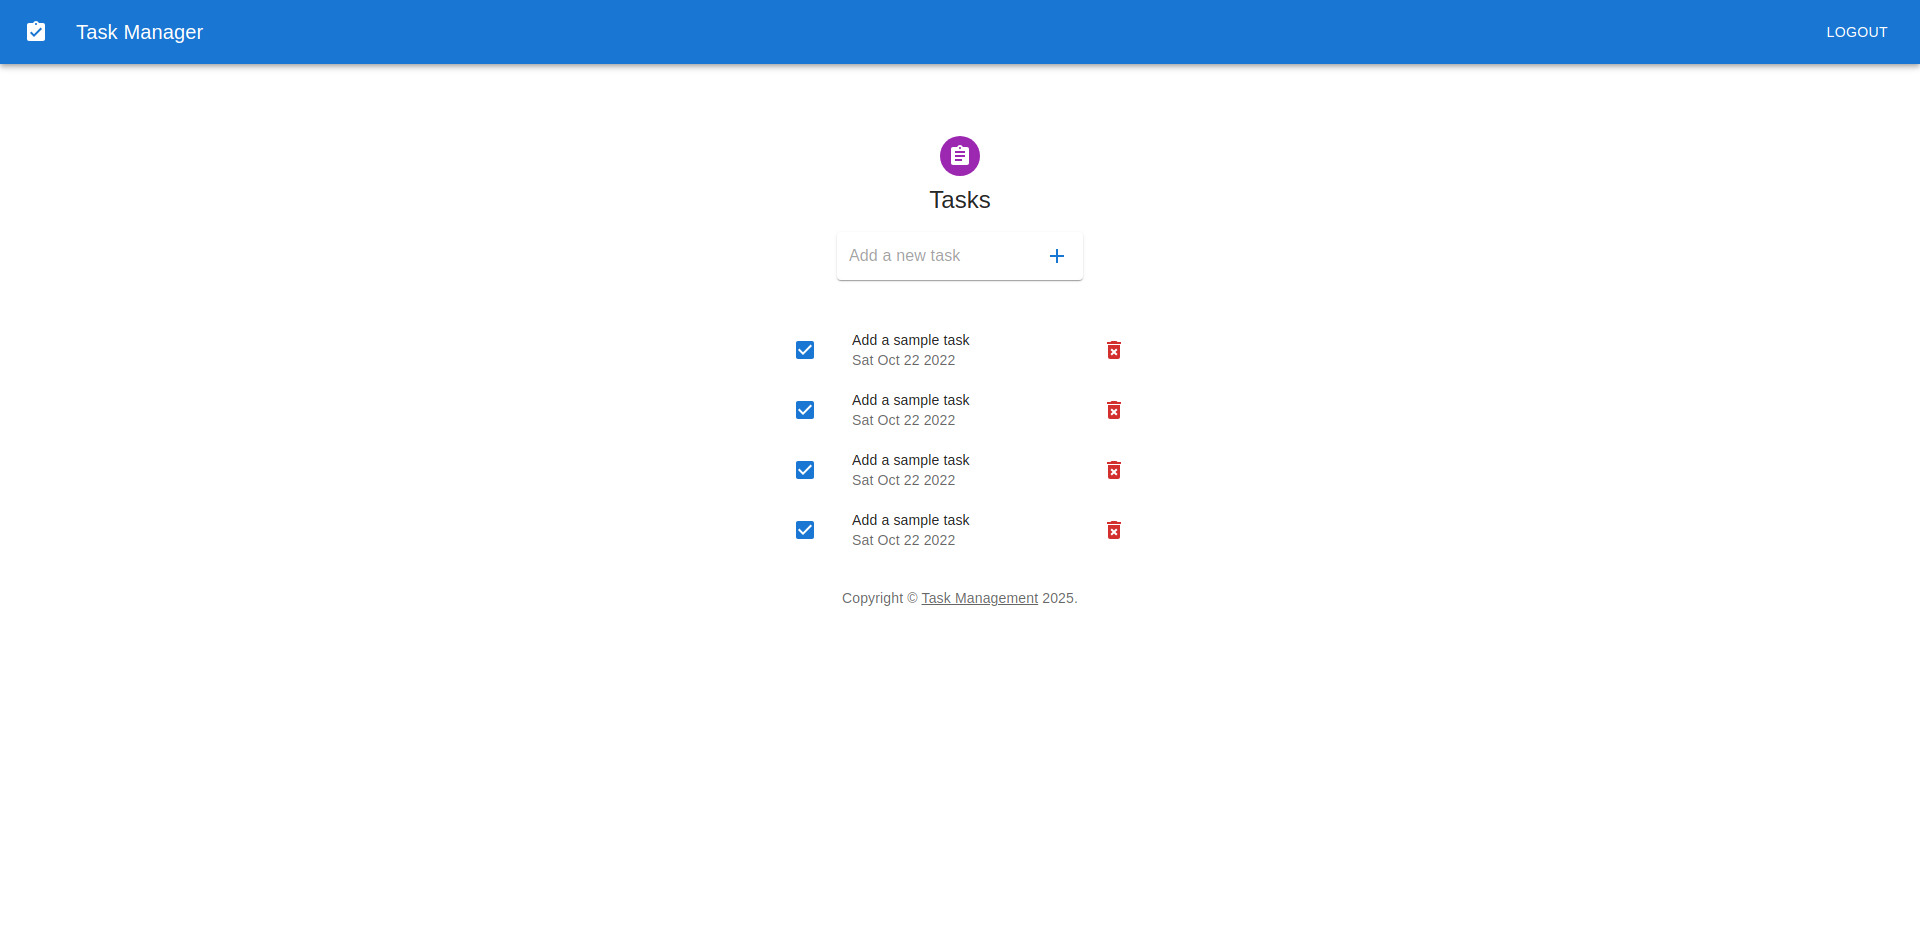 Task Manager
LOGOUT
Tasks
Add a new task
Add a sample task
Sat Oct 22 2022
Add a sample task
Sat Oct 22 2022
Add a sample task
Sat Oct 22 2022
Add a sample task
Sat Oct 22 2022
Copyright © Task Management 2025.